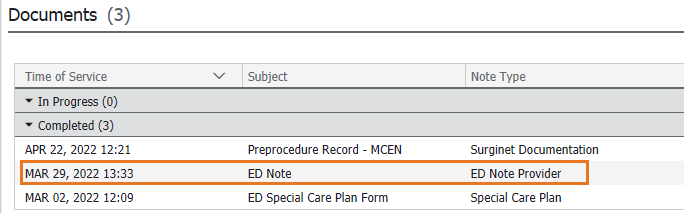 Documents (3)
Time of Service Subject Note Type
In Progress (0)
Completed (3)
APR 22, 2022 12:21 Preprocedure Record - MCEN Surginet Documentation
MAR 29, 2022 13:33 ED Note ED Note Provider
MAR 02, 2022 12:09 ED Special Care Plan Form Special Care Plan